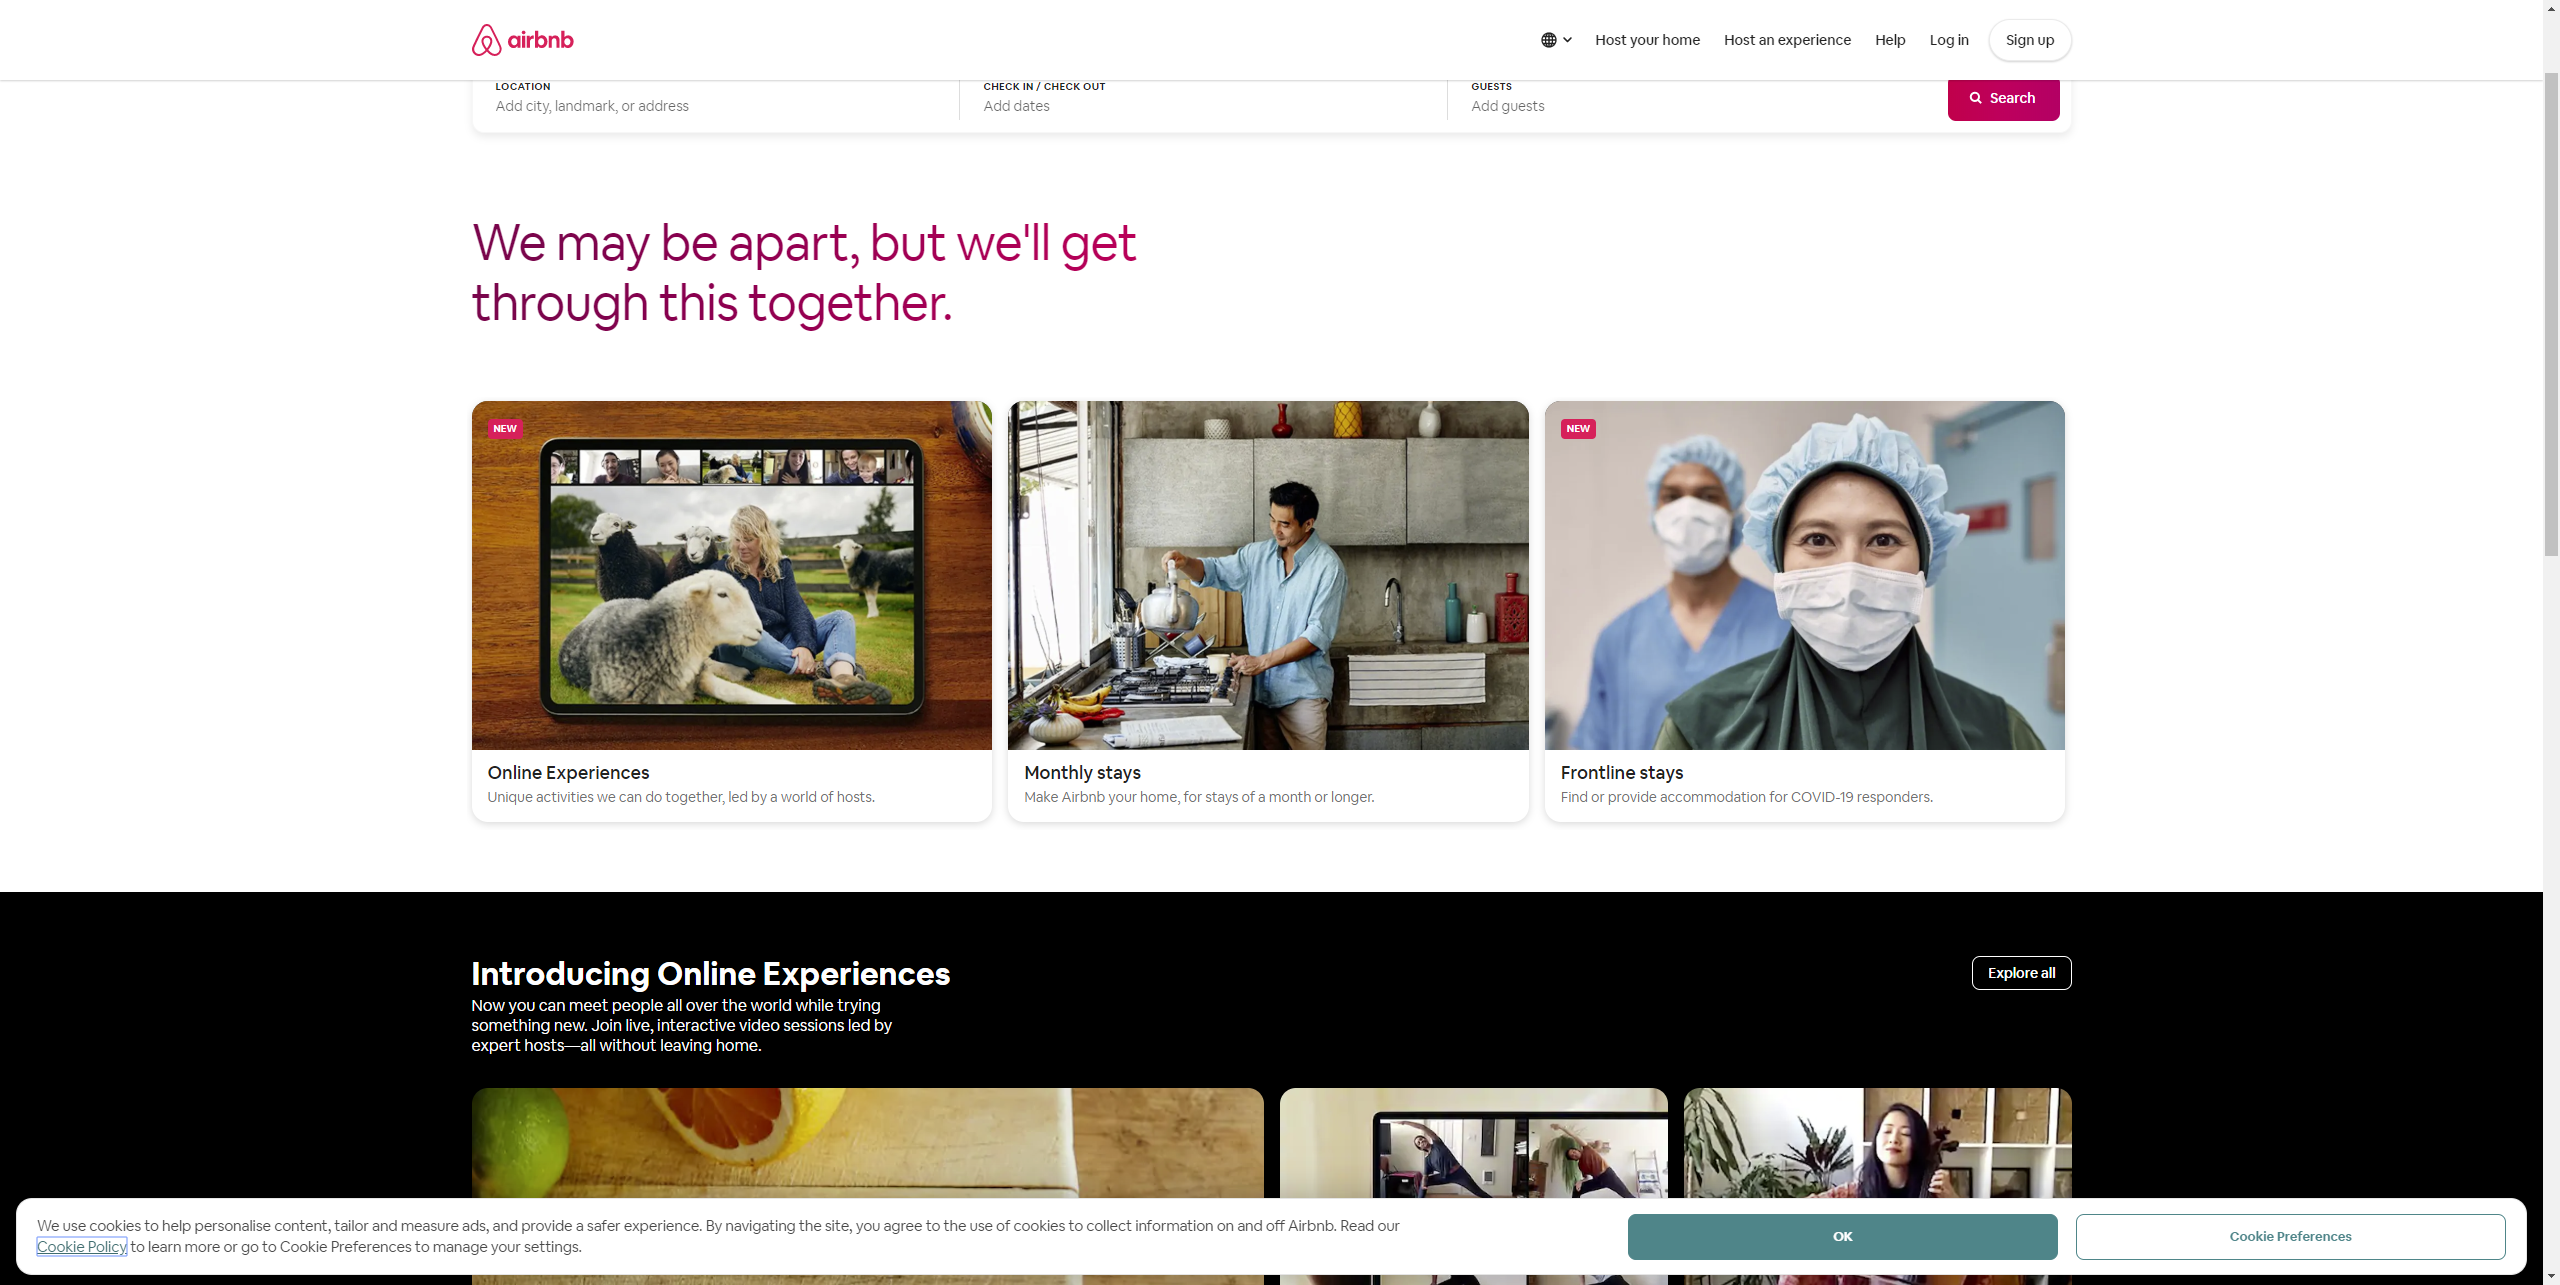 airbnb
Host your home
Host an experience
Help
Log in
Sign up
LOCATION
Add city, landmark, or address
CHECK IN / CHECK OUT
Add dates
GUESTS
Add guests
Search
We may be apart, but we'll get
through this together.
NEW
Online Experiences
Unique activities we can do together, led by a world of hosts.
Monthly stays
Make Airbnb your home, for stays of a month or longer.
NEW
Frontline stays
Find or provide accommodation for COVID-19 responders.
Introducing Online Experiences
Explore all
Now you can meet people all over the world while trying
something new. Join live, interactive video sessions led by
expert hosts—all without leaving home.
We use cookies to help personalise content, tailor and measure ads, and provide a safer experience. By navigating the site, you agree to the use of cookies to collect information on and off Airbnb. Read our
Cookie Policy to learn more or go to Cookie Preferences to manage your settings.
OK
Cookie Preferences